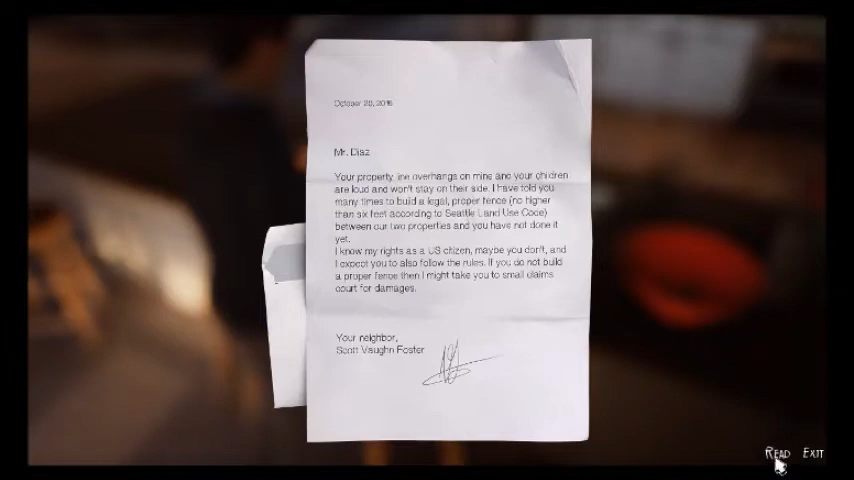 October 28, 2016
Mr. Diaz
Your property line overhangs on mine and your children
are loud and won't stay on their side. I have told you
many times to build a legal, proper fence (no higher
than six feet according to Seattle Land Use Code)
between our two properties and you have not done it
yet.
I know my rights as a US citizen, maybe you don't, and
I expect you to also follow the rules. If you do not build
a proper fence then I might take you to small claims
court for damages.
Your neighbor,
Scott Vaughn Foster
READ EXIT